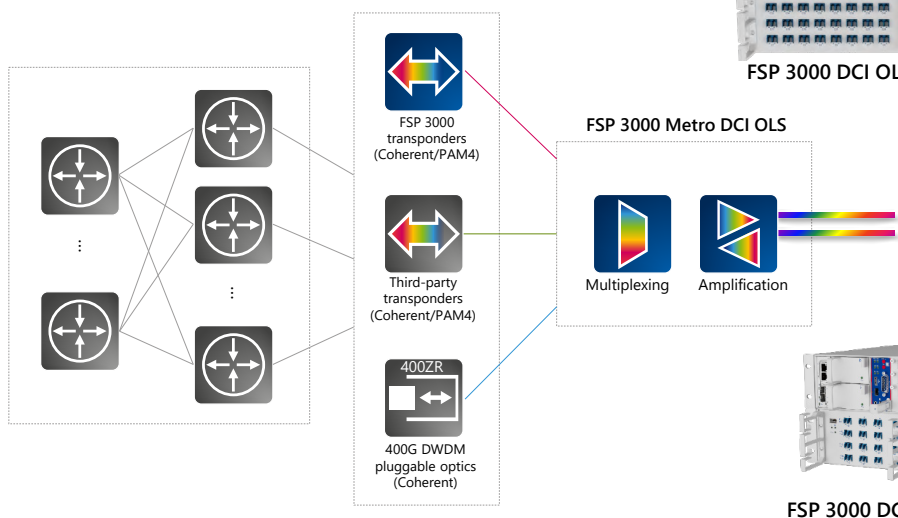 FSP 3000 DCI OL
FSP 3000
transponders
(Coherent/PAM4)
FSP 3000 Metro DCI OLS
Multiplexing
Amplification
...
...
Third-party
transponders
(Coherent/PAM4)
400ZR
400G DWDM
pluggable optics
(Coherent)
FSP 3000 DC